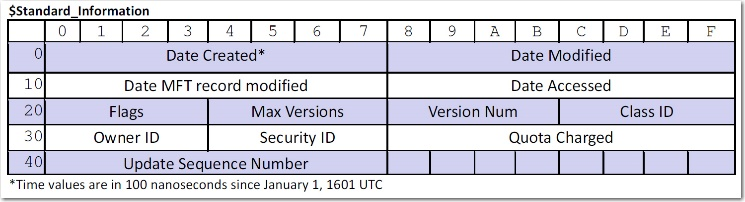 $Standard_Information
0 1 2 3 4 5 6 7 8 9 A B C D E F
0 Date Created* Date Modified
10 Date MFT record modified Date Accessed
20 Flags Max Versions Version Num Class ID
30 Owner ID Security ID Quota Charged
40 Update Sequence Number
*Time values are in 100 nanoseconds since January 1, 1601 UTC